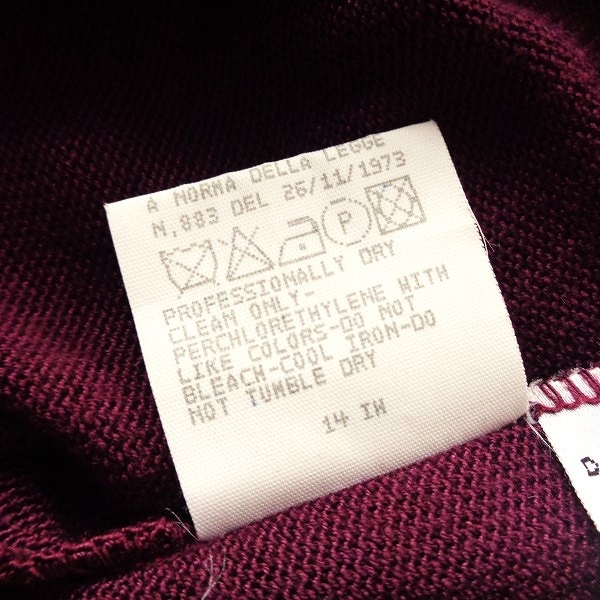 A NORMA DELLA LEGGE
N.883 DEL 26/11/1973
P
PROFESSIONALLY DRY
CLEAN ONLY-
PERCHLORETHYLENE WITH
LIKE COLORS-DO NOT
BLEACH-COOL IRON-DO
NOT TUMBLE DRY
14 IW